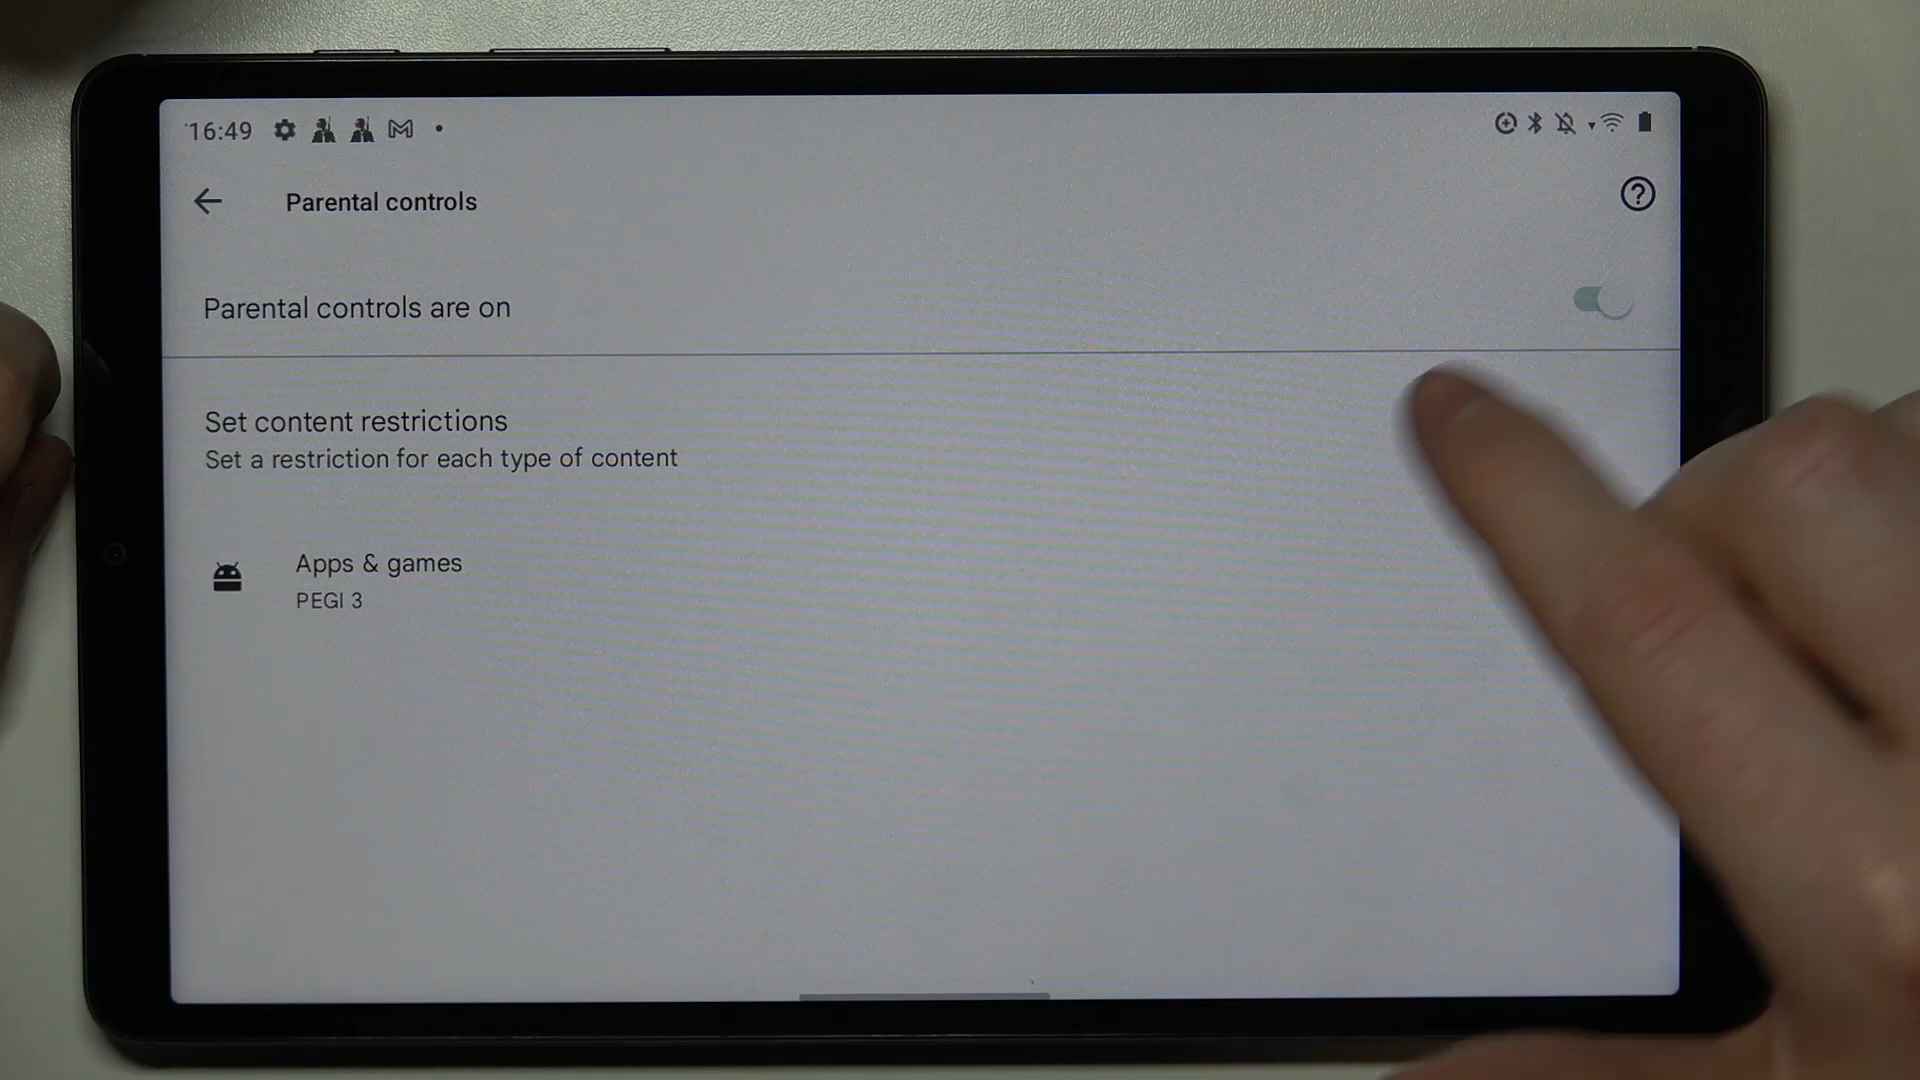 16:49
Parental controls
Parental controls are on
Set content restrictions
Set a restriction for each type of content
Apps & games
PEGI 3